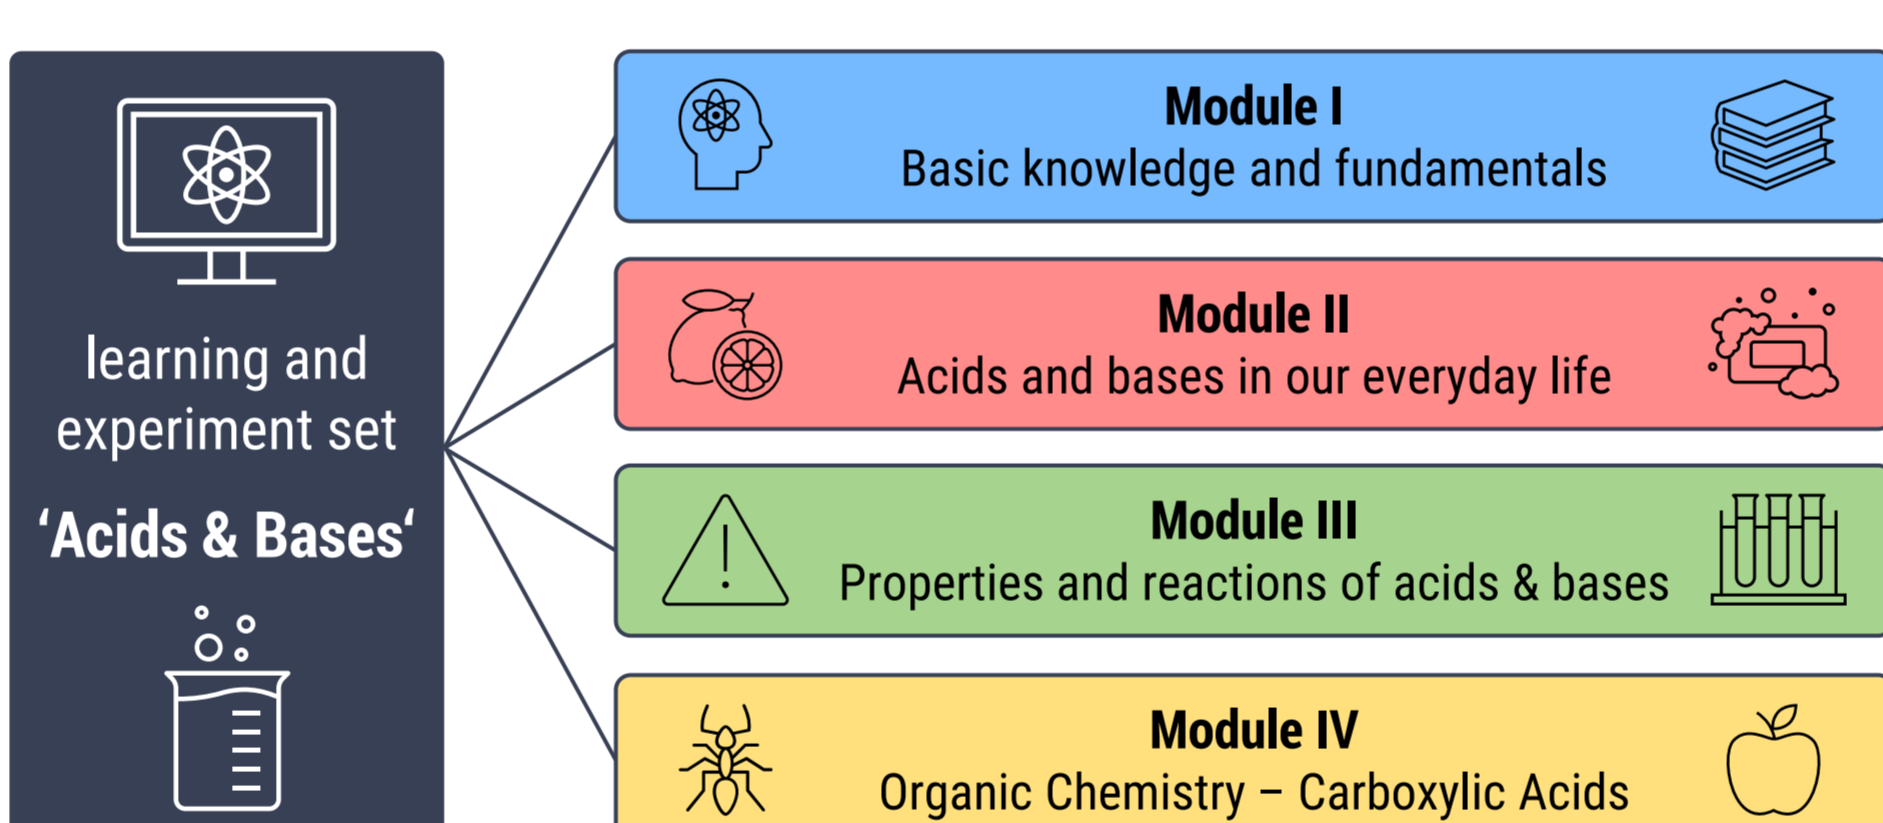 learning and
experiment set
‘Acids & Bases‘
Module I
Basic knowledge and fundamentals
Module II
Acids and bases in our everyday life
Module III
Properties and reactions of acids & bases
Module IV
Organic Chemistry – Carboxylic Acids